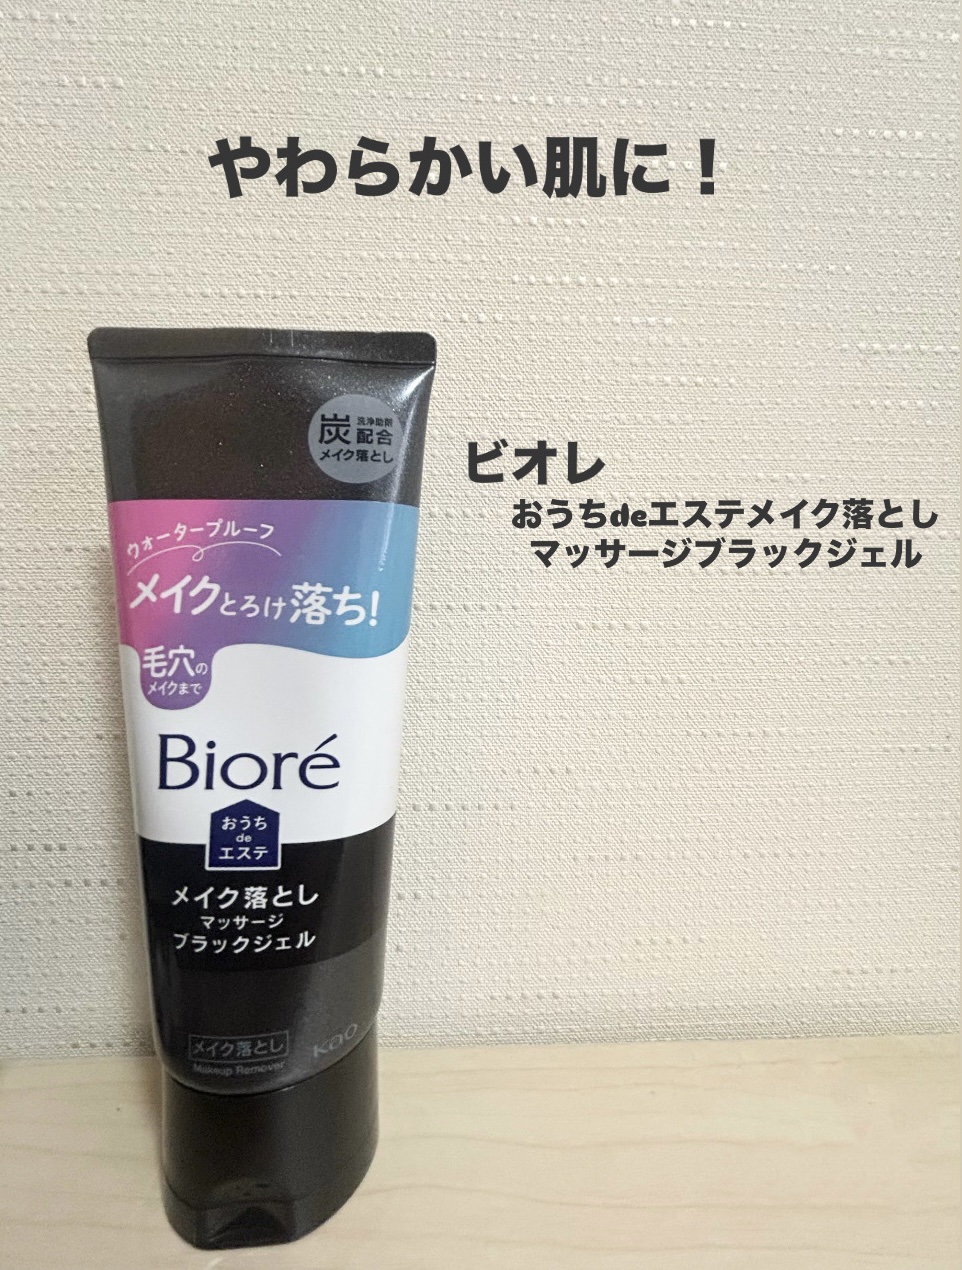 やわらかい肌に！
ビオレ
おうちdeエステメイク落とし
マッサージブラックジェル
炭 洗浄助剤
配合
メイク落とし
ウォータープルーフ
メイクとろけ落ち!
毛穴の
メイクまで
Bioré
おうち
de
エステ
メイク落とし
マッサージ
ブラックジェル
メイク落とし
Makeup Remover
Kao